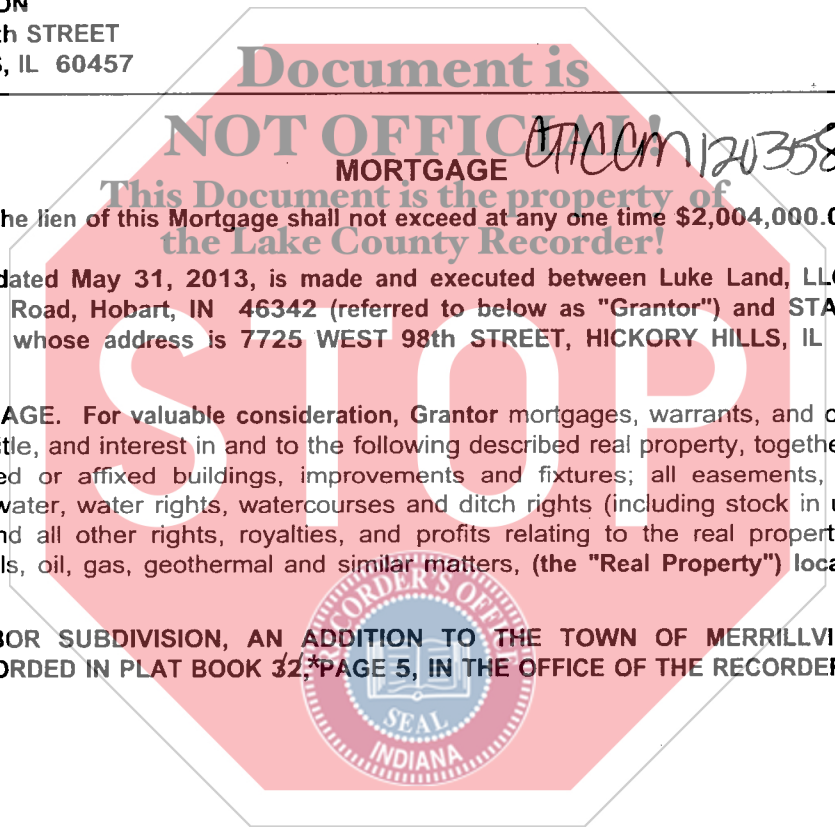 ON
th STREET
S, IL 60457
Document is
NOT OFFICIAL!
MORTGAGE
This Document is the property of
he lien of this Mortgage shall not exceed at any one time $2,004,000.0
the Lake County Recorder!
dated May 31, 2013, is made and executed between Luke Land, LLC
Road, Hobart, IN 46342 (referred to below as "Grantor") and STA
whose address is 7725 WEST 98th STREET, HICKORY HILLS, IL
STOP
AGE. For valuable consideration, Grantor mortgages, warrants, and c
tle, and interest in and to the following described real property, togethe
ed or affixed buildings, improvements and fixtures; all easements,
water, water rights, watercourses and ditch rights (including stock in u
nd all other rights, royalties, and profits relating to the real propert
ls, oil, gas, geothermal and similar matters, (the "Real Property") loca
RECORDER'S OFFICE
BOR SUBDIVISION, AN ADDITION TO THE TOWN OF MERRILLVI
ORDED IN PLAT BOOK 32,* PAGE 5, IN THE OFFICE OF THE RECORDER
SEAL
INDIANA